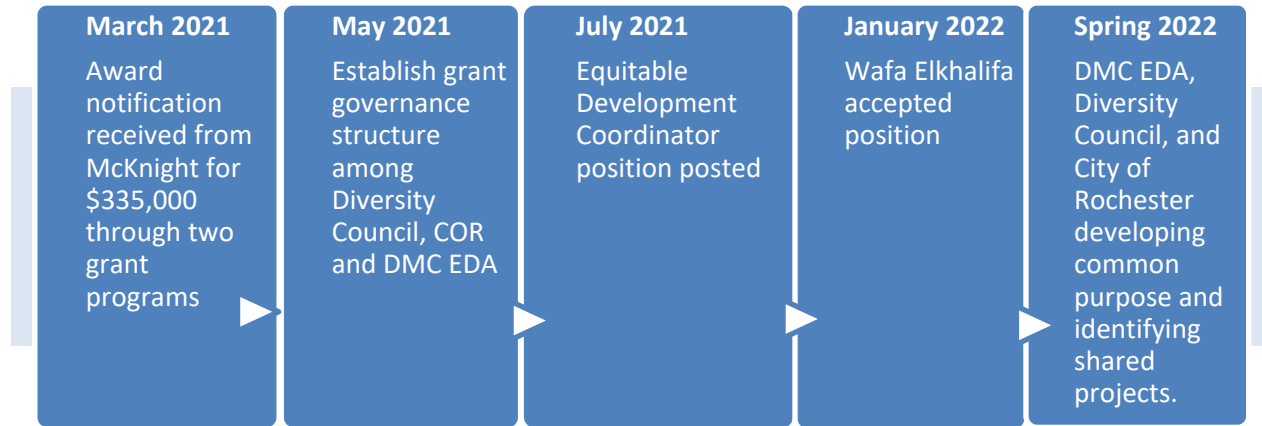 March 2021
Award
notification
received from
McKnight for
$335,000
through two
grant
programs
May 2021
Establish grant
governance
structure
among
Diversity
Council, COR
and DMC EDA
July 2021
Equitable
Development
Coordinator
position posted
January 2022
Wafa Elkhalifa
accepted
position
Spring 2022
DMC EDA,
Diversity
Council, and
City of
Rochester
developing
common
purpose and
identifying
shared
projects.